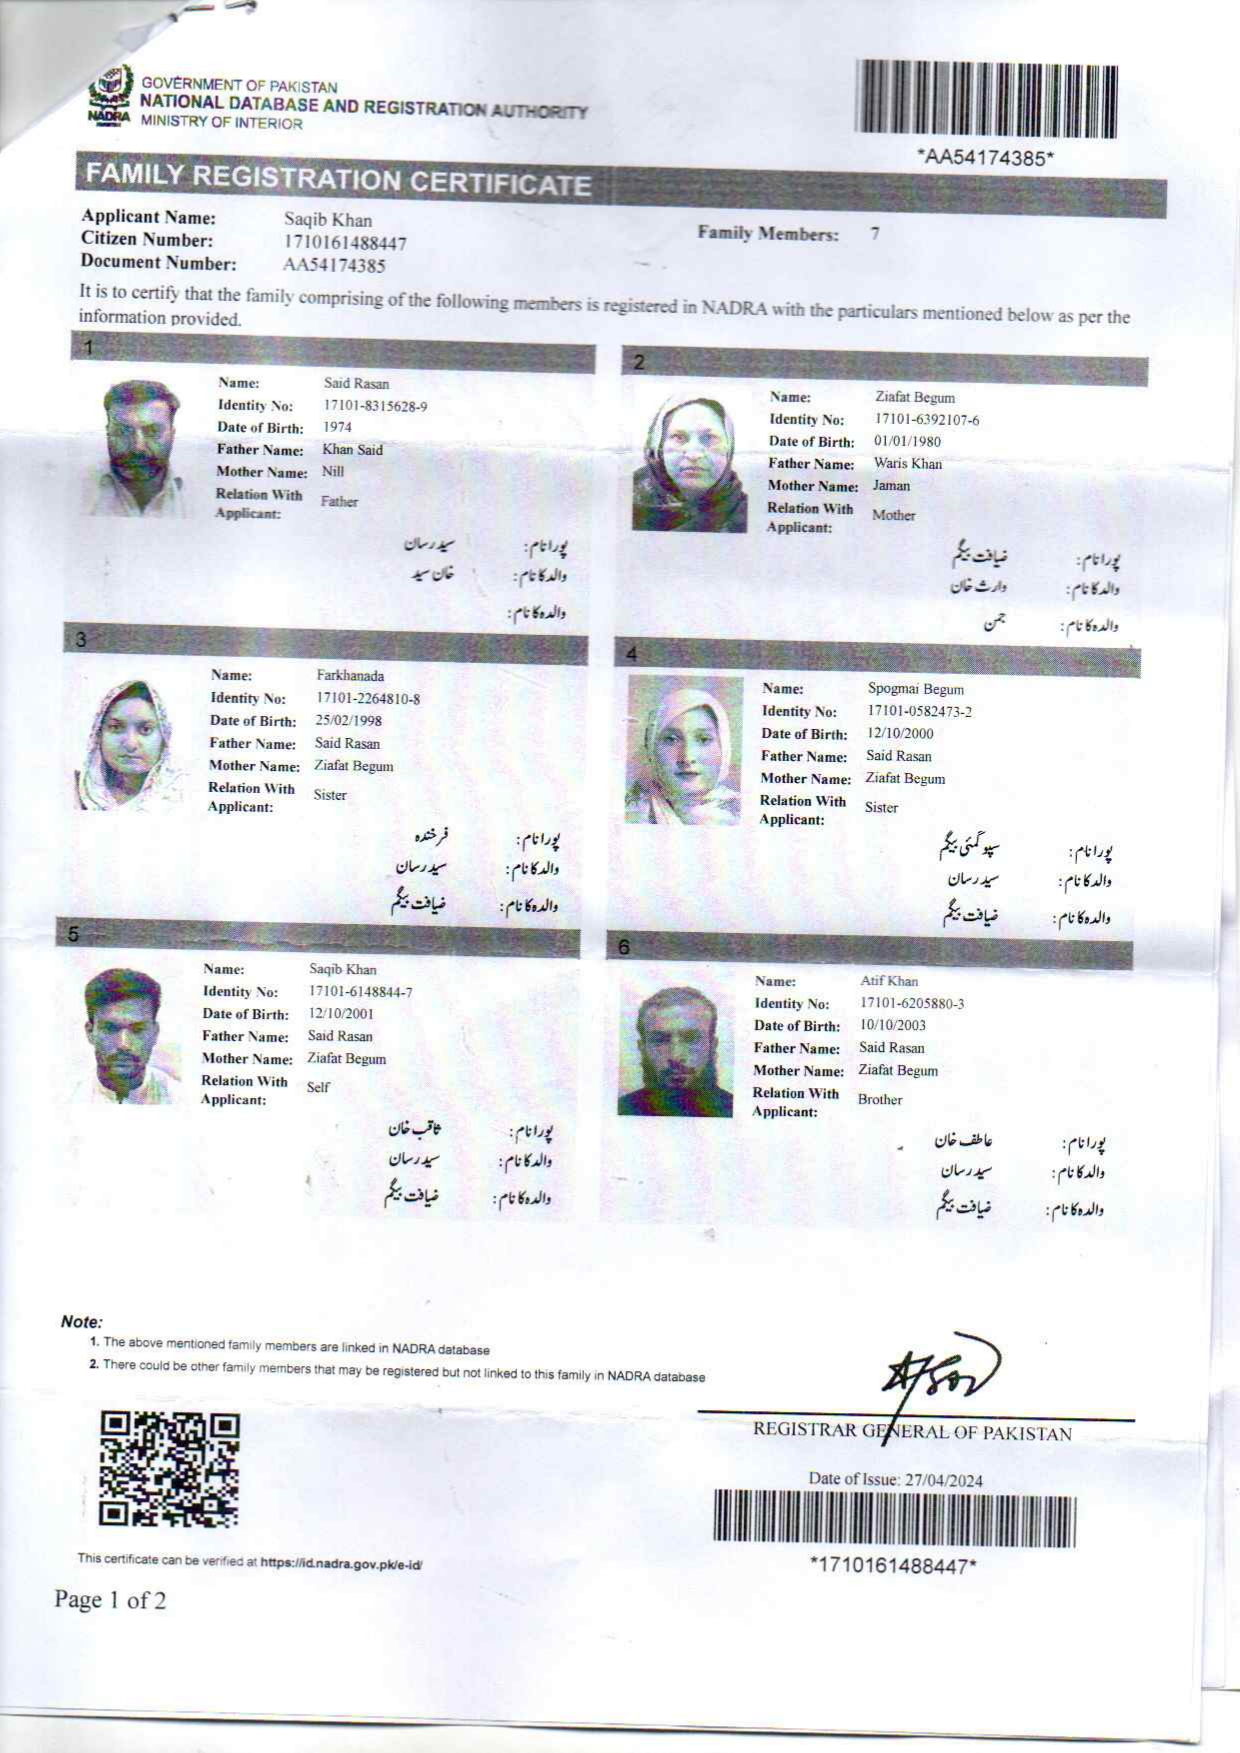 GOVERNMENT OF PAKISTAN
NATIONAL DATABASE AND REGISTRATION AUTHORITY
NADRA
MINISTRY OF INTERIOR
*AA54174385*
FAMILY REGISTRATION CERTIFICATE
Applicant Name: Saqib Khan
Citizen Number: 1710161488447
Family Members: 7
Document Number: AA54174385
It is to certify that the family comprising of the following members is registered in NADRA with the particulars mentioned below as per the
information provided.
1
Name: Said Rasan
Identity No: 17101-8315628-9
Date of Birth: 1974
Father Name: Khan Said
Mother Name: Nill
Relation With Applicant: Father
پورا نام: سید رسان
والد کا نام: خان سید
والدہ کا نام:
2
Name: Ziafat Begum
Identity No: 17101-6392107-6
Date of Birth: 01/01/1980
Father Name: Waris Khan
Mother Name: Jaman
Relation With Applicant: Mother
پورا نام: ضیافت بیگم
والد کا نام: وارث خان
والدہ کا نام: جمن
3
Name: Farkhanada
Identity No: 17101-2264810-8
Date of Birth: 25/02/1998
Father Name: Said Rasan
Mother Name: Ziafat Begum
Relation With Applicant: Sister
پورا نام: فرخندہ
والد کا نام: سید رسان
والدہ کا نام: ضیافت بیگم
4
Name: Spogmai Begum
Identity No: 17101-0582473-2
Date of Birth: 12/10/2000
Father Name: Said Rasan
Mother Name: Ziafat Begum
Relation With Applicant: Sister
پورا نام: سپوگمئی بیگم
والد کا نام: سید رسان
والدہ کا نام: ضیافت بیگم
5
Name: Saqib Khan
Identity No: 17101-6148844-7
Date of Birth: 12/10/2001
Father Name: Said Rasan
Mother Name: Ziafat Begum
Relation With Applicant: Self
پورا نام: ثاقب خان
والد کا نام: سید رسان
والدہ کا نام: ضیافت بیگم
6
Name: Atif Khan
Identity No: 17101-6205880-3
Date of Birth: 10/10/2003
Father Name: Said Rasan
Mother Name: Ziafat Begum
Relation With Applicant: Brother
پورا نام: عاطف خان
والد کا نام: سید رسان
والدہ کا نام: ضیافت بیگم
Note:
1. The above mentioned family members are linked in NADRA database
2. There could be other family members that may be registered but not linked to this family in NADRA database
REGISTRAR GENERAL OF PAKISTAN
Date of Issue: 27/04/2024
*1710161488447*
This certificate can be verified at https://id.nadra.gov.pk/e-id/
Page 1 of 2